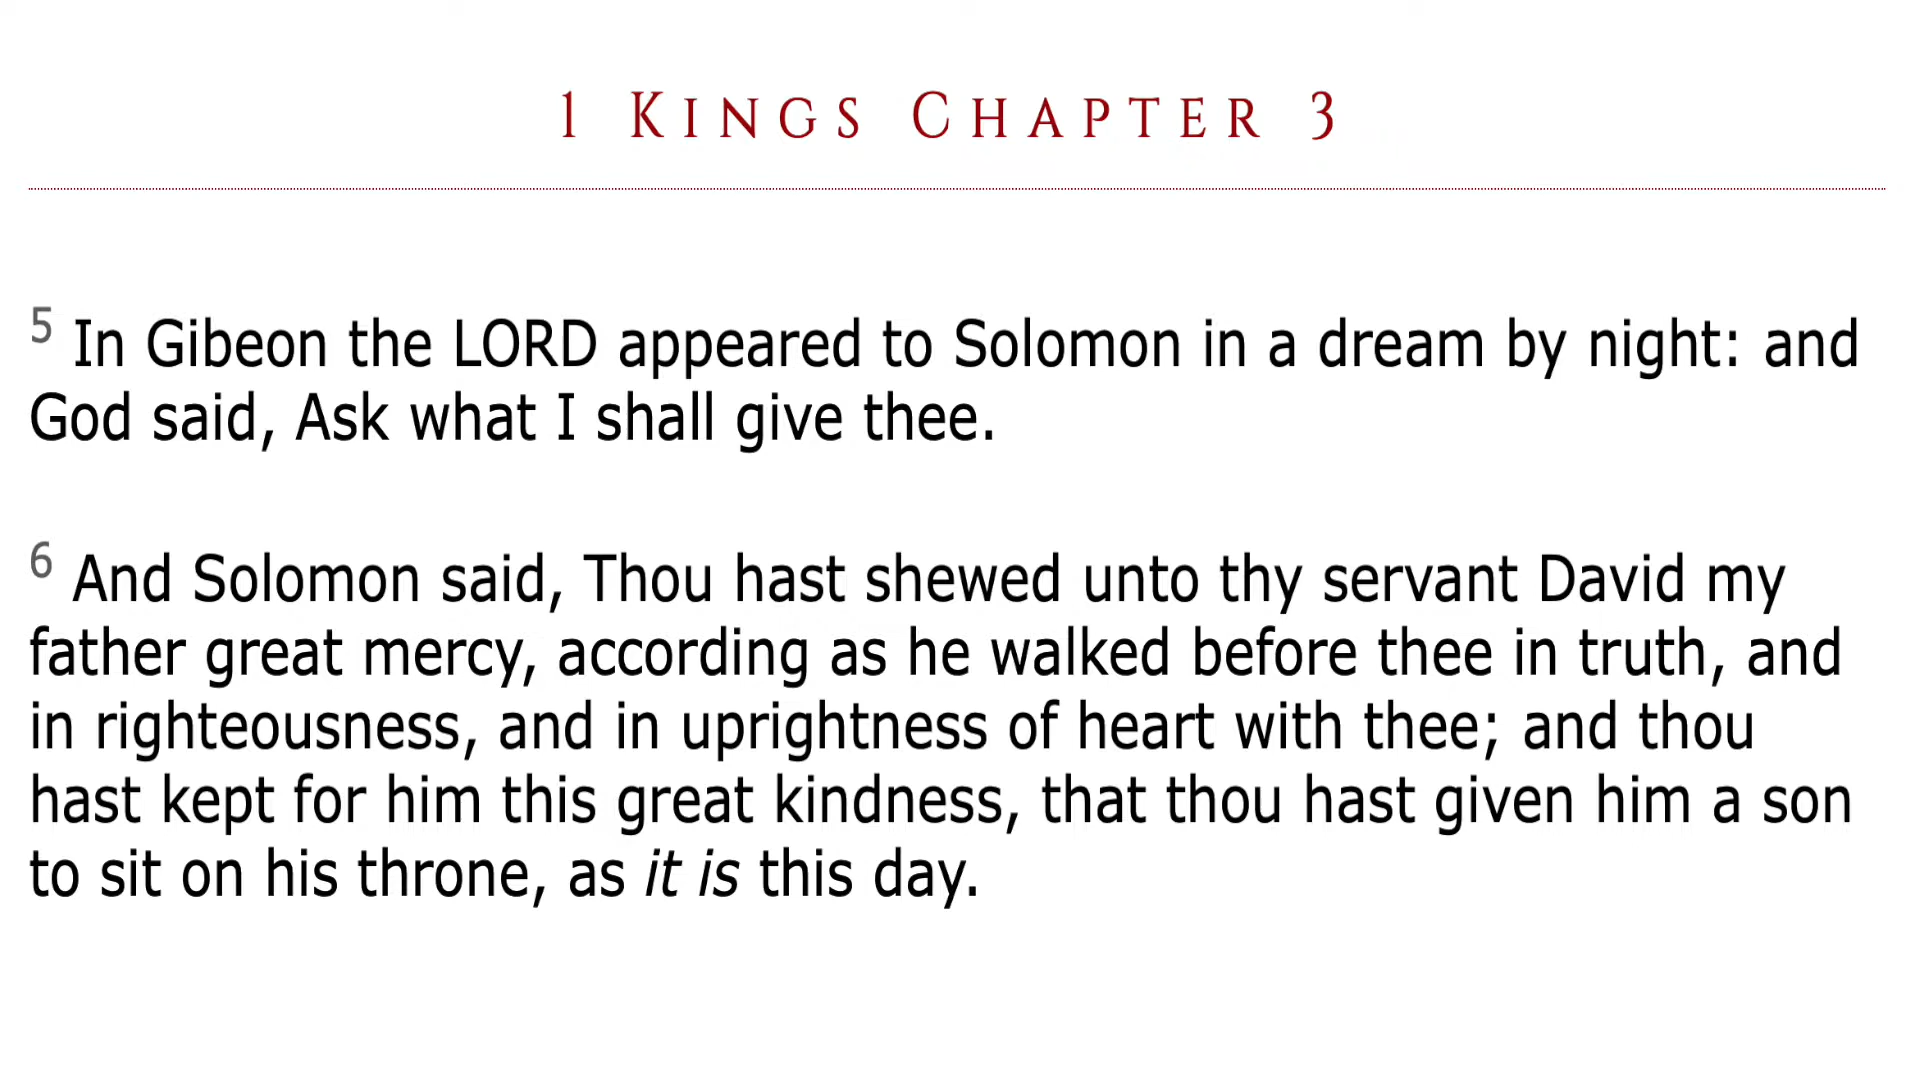 1 Kings Chapter 3
5 In Gibeon the LORD appeared to Solomon in a dream by night: and
God said, Ask what I shall give thee.
6 And Solomon said, Thou hast shewed unto thy servant David my
father great mercy, according as he walked before thee in truth, and
in righteousness, and in uprightness of heart with thee; and thou
hast kept for him this great kindness, that thou hast given him a son
to sit on his throne, as it is this day.